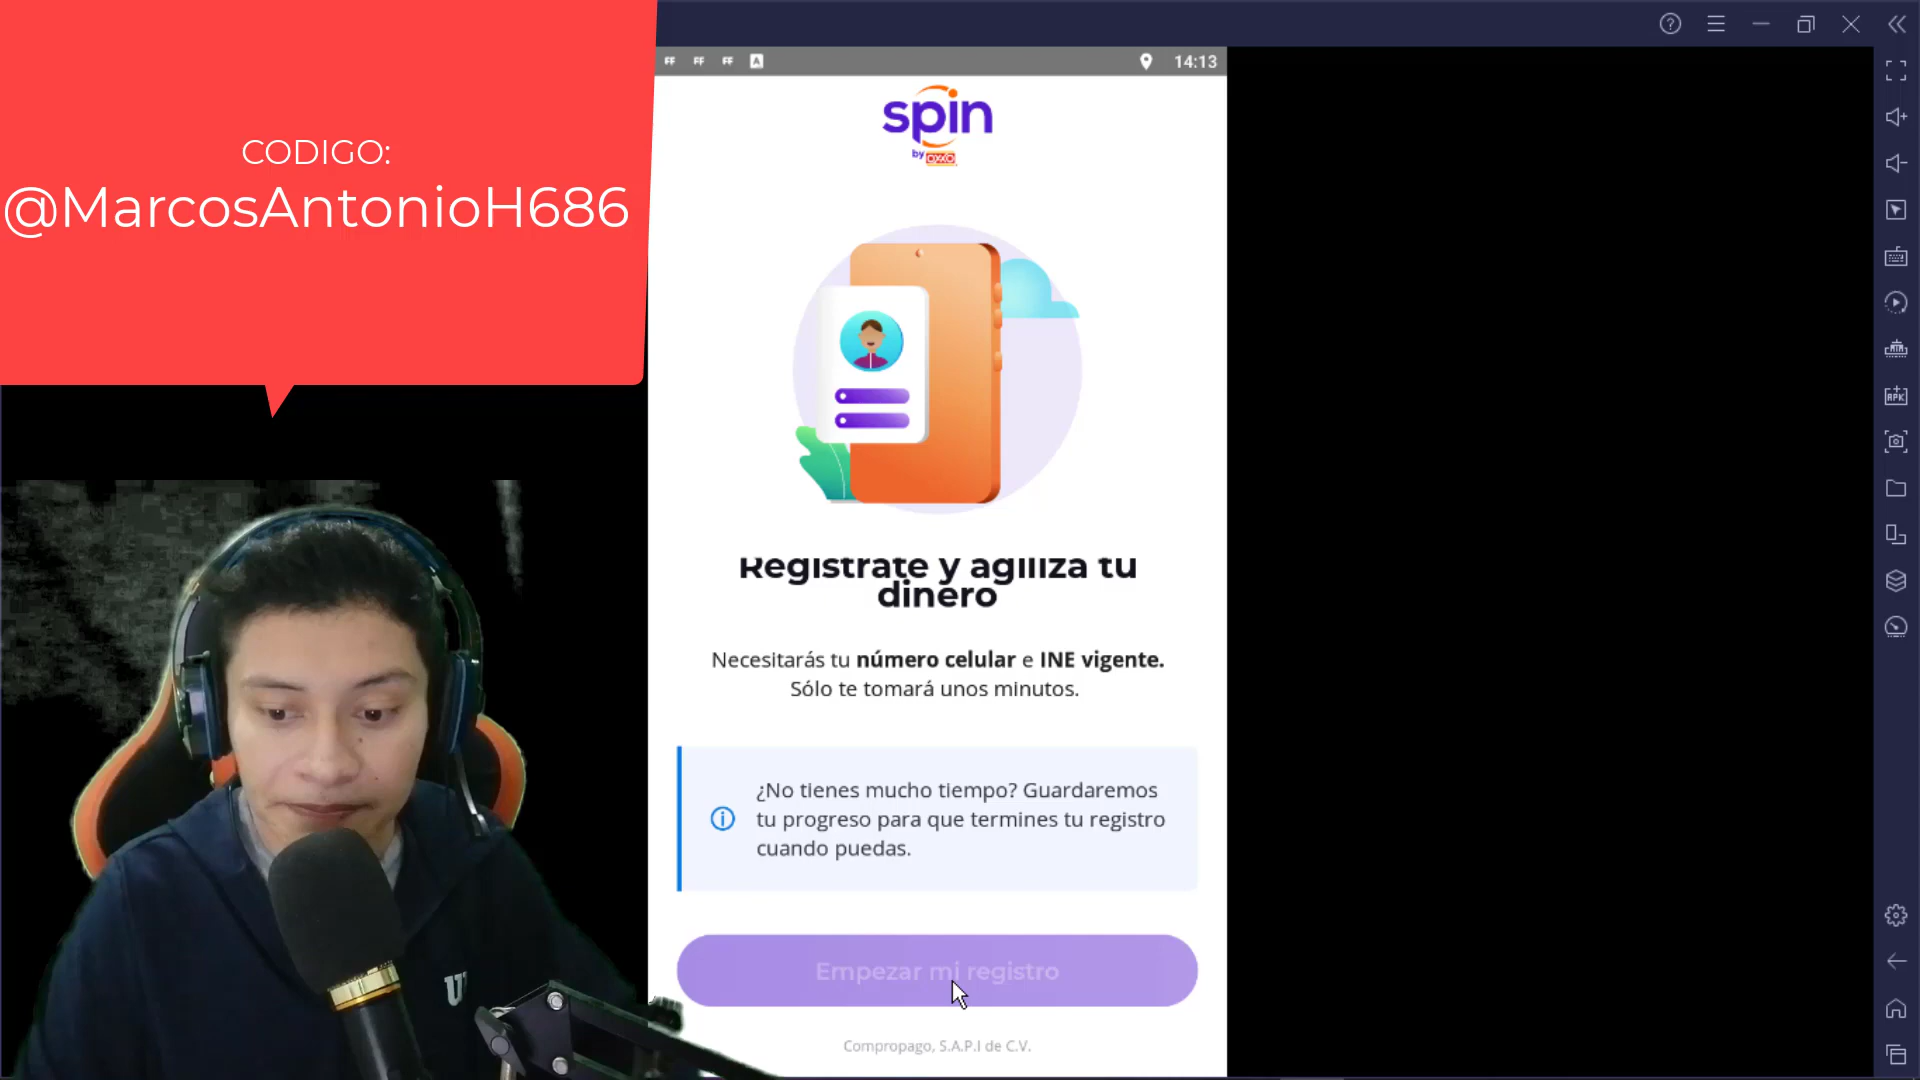 CODIGO:
@MarcosAntonioH686
14:13
spin
by OXXO
Regístrate y agiliza tu
dinero
Necesitarás tu número celular e INE vigente.
Sólo te tomará unos minutos.
¿No tienes mucho tiempo? Guardaremos
tu progreso para que termines tu registro
cuando puedas.
Empezar mi registro
Compropago, S.A.P.I de C.V.